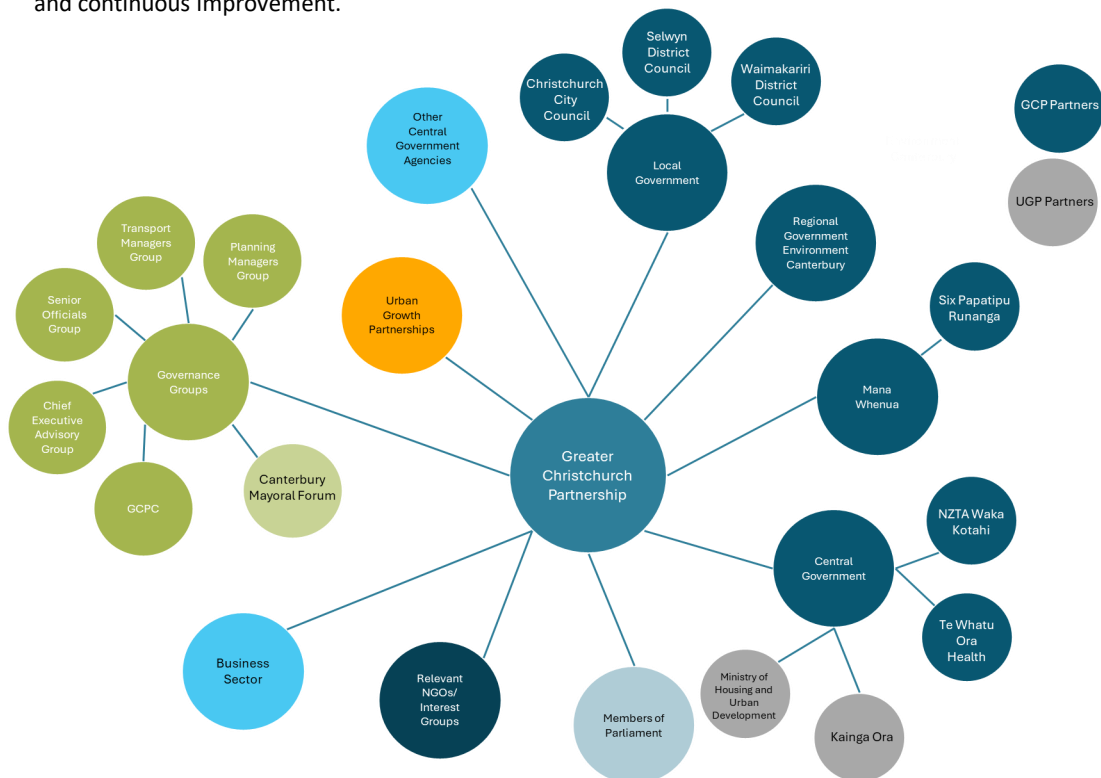 and continuous improvement.
Selwyn
District
Council
Christchurch
City
Council
Waimakariri
District
Council
Other
Central
Government
Agencies
Local
Government
GCP Partners
UGP Partners
Transport
Managers
Group
Planning
Managers
Group
Regional
Government
Environment
Canterbury
Senior
Officials
Group
Urban
Growth
Partnerships
Six Papatipu
Runanga
Governance
Groups
Mana
Whenua
Chief
Executive
Advisory
Group
Greater
Christchurch
Partnership
Canterbury
Mayoral Forum
GCPC
NZTA Waka
Kotahi
Central
Government
Te Whatu
Ora
Health
Business
Sector
Relevant
NGOs/
Interest
Groups
Members of
Parliament
Ministry of
Housing and
Urban
Development
Kainga Ora